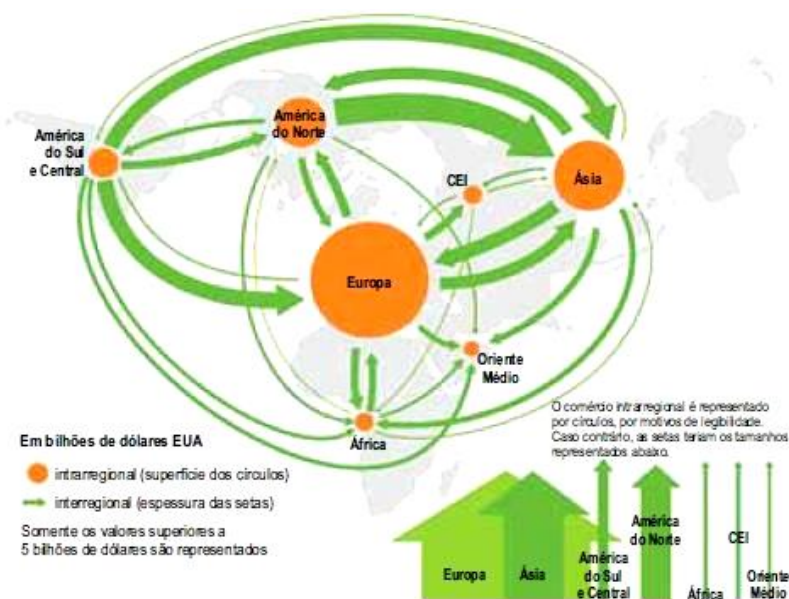 América
do Norte
América
do Sul
e Central
CEI
Ásia
Europa
Oriente
Médio
África
O comércio intrarregional é representado
por círculos, por motivos de legibilidade.
Caso contrário, as setas teriam os tamanhos
representados abaixo.
Em bilhões de dólares EUA
intrarregional (superfície dos círculos)
interregional (espessura das setas)
Somente os valores superiores a
5 bilhões de dólares são representados
Europa
Ásia
América
do Sul
e Central
América
do Norte
África
CEI
Oriente
Médio